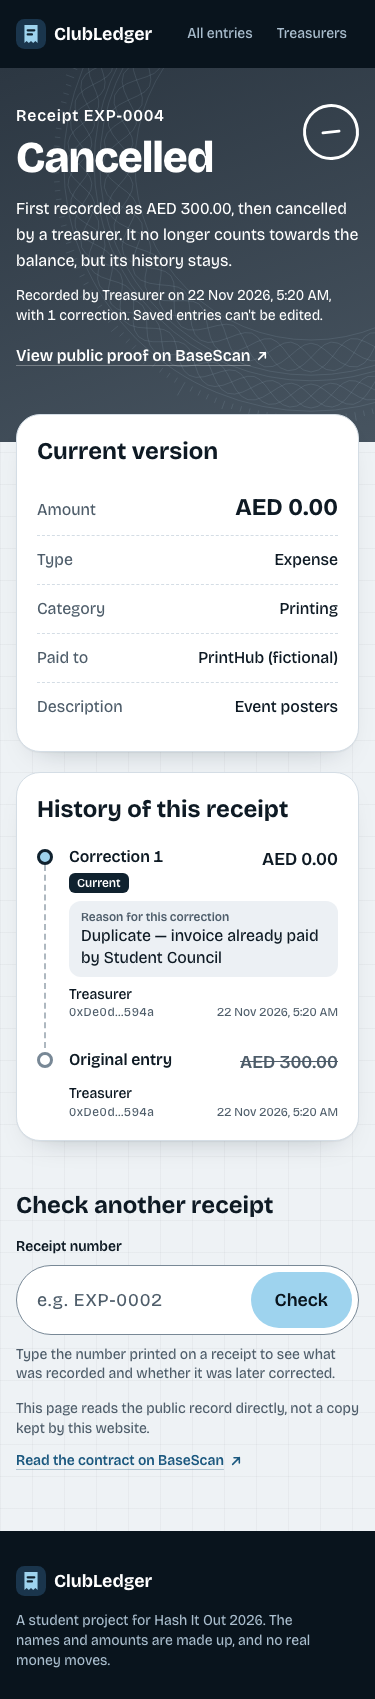 ClubLedger All entries Treasurers
Receipt EXP-0004
Cancelled
First recorded as AED 300.00, then cancelled
by a treasurer. It no longer counts towards the
balance, but its history stays.
Recorded by Treasurer on 22 Nov 2026, 5:20 AM,
with 1 correction. Saved entries can't be edited.
View public proof on BaseScan ↗
Current version
Amount AED 0.00
Type Expense
Category Printing
Paid to PrintHub (fictional)
Description Event posters
History of this receipt
Correction 1 AED 0.00
Current
Reason for this correction
Duplicate — invoice already paid
by Student Council
Treasurer
0xDe0d...594a 22 Nov 2026, 5:20 AM
Original entry AED 300.00
Treasurer
0xDe0d...594a 22 Nov 2026, 5:20 AM
Check another receipt
Receipt number
e.g. EXP-0002 Check
Type the number printed on a receipt to see what
was recorded and whether it was later corrected.
This page reads the public record directly, not a copy
kept by this website.
Read the contract on BaseScan ↗
ClubLedger
A student project for Hash It Out 2026. The
names and amounts are made up, and no real
money moves.